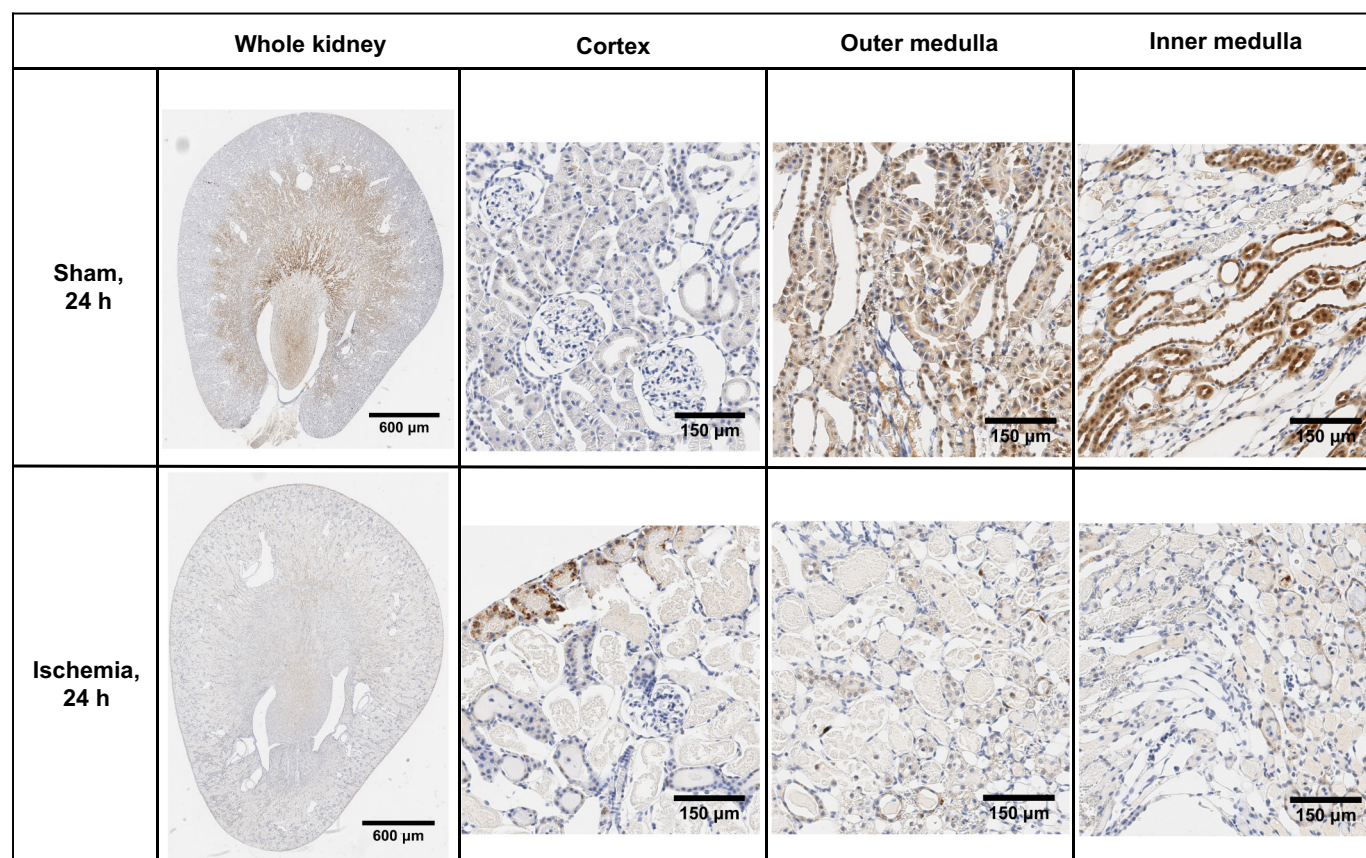 Whole kidney
Cortex
Outer medulla
Inner medulla
Sham,
24 h
600 µm
150 µm
150 µm
150 µm
Ischemia,
24 h
600 µm
150 µm
150 µm
150 µm